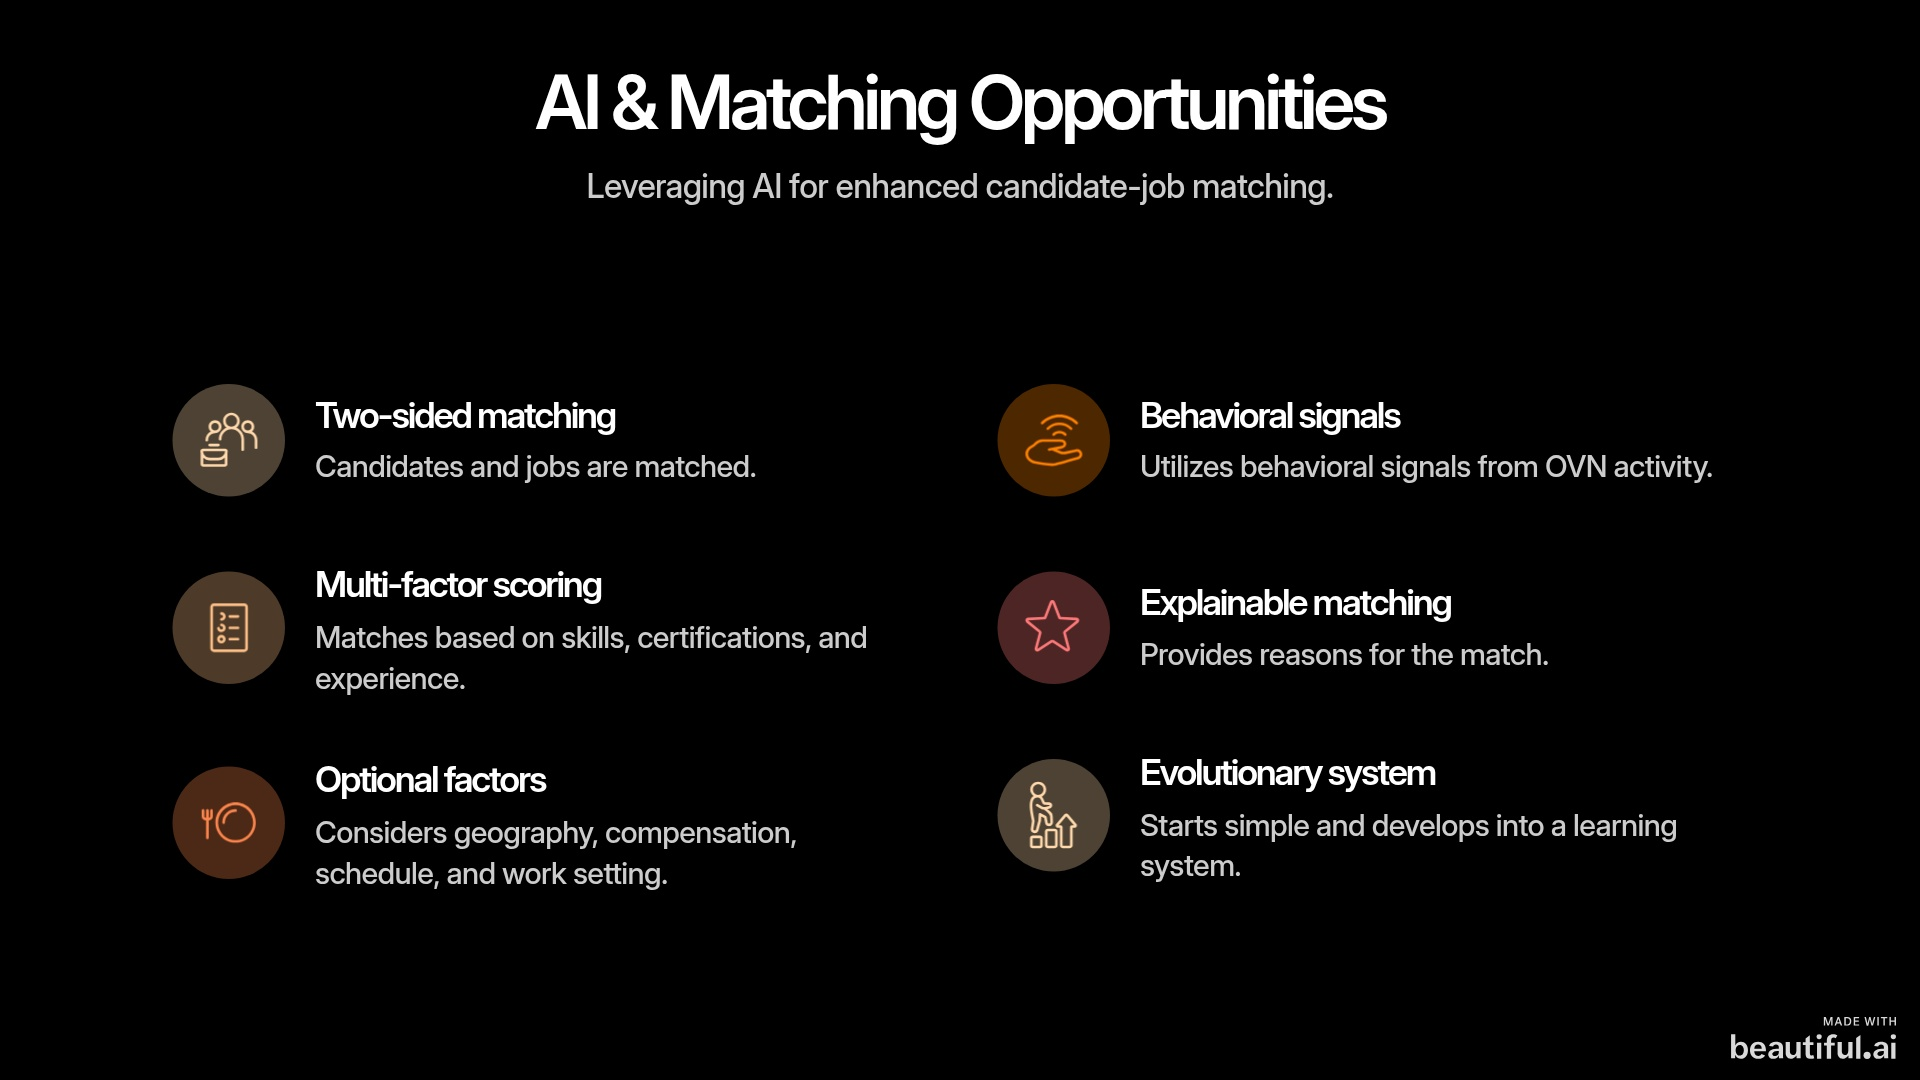 AI & Matching Opportunities
Leveraging AI for enhanced candidate-job matching.
Two-sided matching
Candidates and jobs are matched.
Multi-factor scoring
Matches based on skills, certifications, and
experience.
Optional factors
Considers geography, compensation,
schedule, and work setting.
Behavioral signals
Utilizes behavioral signals from OVN activity.
Explainable matching
Provides reasons for the match.
Evolutionary system
Starts simple and develops into a learning
system.
MADE WITH
beautiful.ai